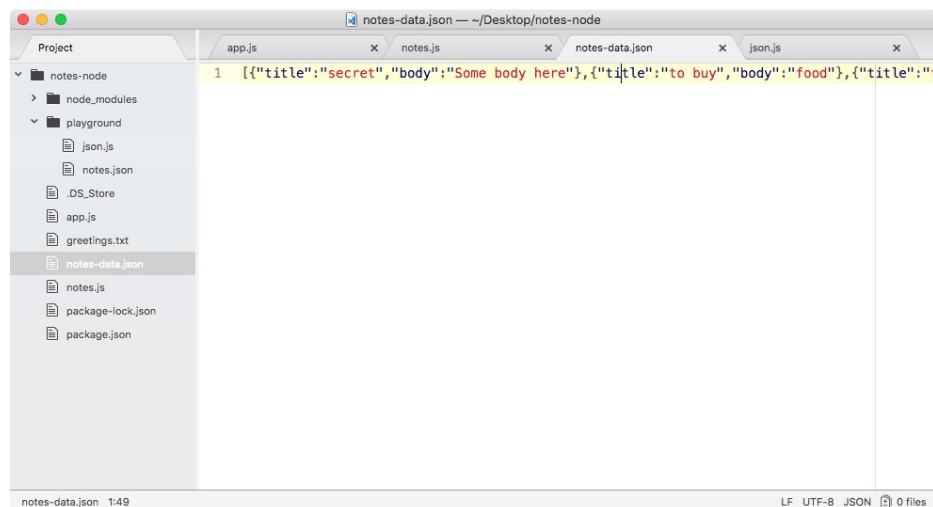 notes-data.json — ~/Desktop/notes-node
Project
app.js
notes.js
notes-data.json
json.js
notes-node
node_modules
playground
json.js
notes.json
.DS_Store
app.js
greetings.txt
notes-data.json
notes.js
package-lock.json
package.json
1 [{"title":"secret","body":"Some body here"},{"title":"to buy","body":"food"},{"title":"
notes-data.json 1:49
LF UTF-8 JSON 0 files